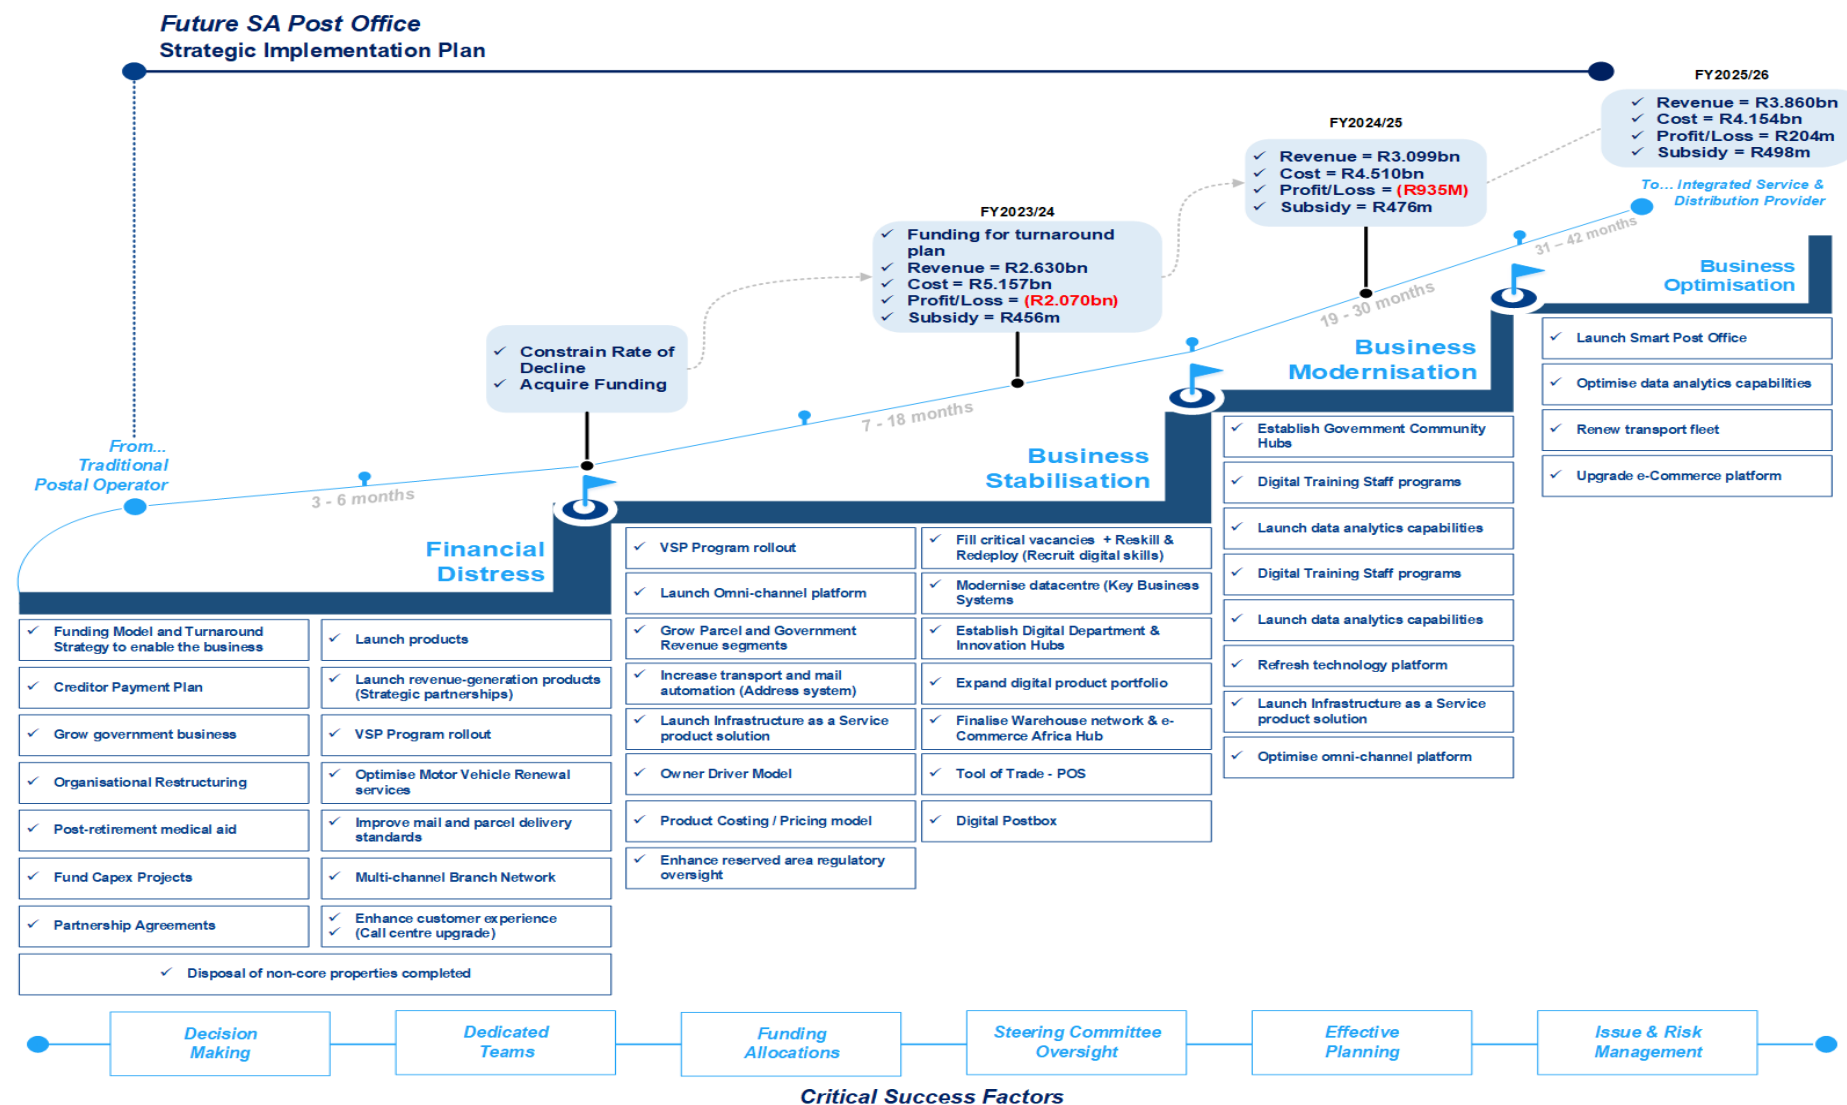 Future SA Post Office
Strategic Implementation Plan
FY2025/26
Revenue = R3.860bn
Cost = R4.154bn
Profit/Loss = R204m
Subsidy = R498m
To... Integrated Service &
Distribution Provider
FY2024/25
Revenue = R3.099bn
Cost = R4.510bn
Profit/Loss = (R935M)
Subsidy = R476m
FY2023/24
Funding for turnaround
plan
Revenue = R2.630bn
Cost = R5.157bn
Profit/Loss = (R2.070bn)
Subsidy = R456m
Constrain Rate of
Decline
Acquire Funding
From...
Traditional
Postal Operator
3 - 6 months
7 - 18 months
19 - 30 months
31 – 42 months
Financial
Distress
Funding Model and Turnaround
Strategy to enable the business
Creditor Payment Plan
Grow government business
Organisational Restructuring
Post-retirement medical aid
Fund Capex Projects
Partnership Agreements
Launch products
Launch revenue-generation products
(Strategic partnerships)
VSP Program rollout
Optimise Motor Vehicle Renewal
services
Improve mail and parcel delivery
standards
Multi-channel Branch Network
Enhance customer experience
(Call centre upgrade)
Disposal of non-core properties completed
Business
Stabilisation
VSP Program rollout
Launch Omni-channel platform
Grow Parcel and Government
Revenue segments
Increase transport and mail
automation (Address system)
Launch Infrastructure as a Service
product solution
Owner Driver Model
Product Costing / Pricing model
Enhance reserved area regulatory
oversight
Fill critical vacancies + Reskill &
Redeploy (Recruit digital skills)
Modernise datacentre (Key Business
Systems
Establish Digital Department &
Innovation Hubs
Expand digital product portfolio
Finalise Warehouse network & e-
Commerce Africa Hub
Tool of Trade - POS
Digital Postbox
Business
Modernisation
Establish Government Community
Hubs
Digital Training Staff programs
Launch data analytics capabilities
Digital Training Staff programs
Launch data analytics capabilities
Refresh technology platform
Launch Infrastructure as a Service
product solution
Optimise omni-channel platform
Business
Optimisation
Launch Smart Post Office
Optimise data analytics capabilities
Renew transport fleet
Upgrade e-Commerce platform
Decision
Making
Dedicated
Teams
Funding
Allocations
Steering Committee
Oversight
Effective
Planning
Issue & Risk
Management
Critical Success Factors